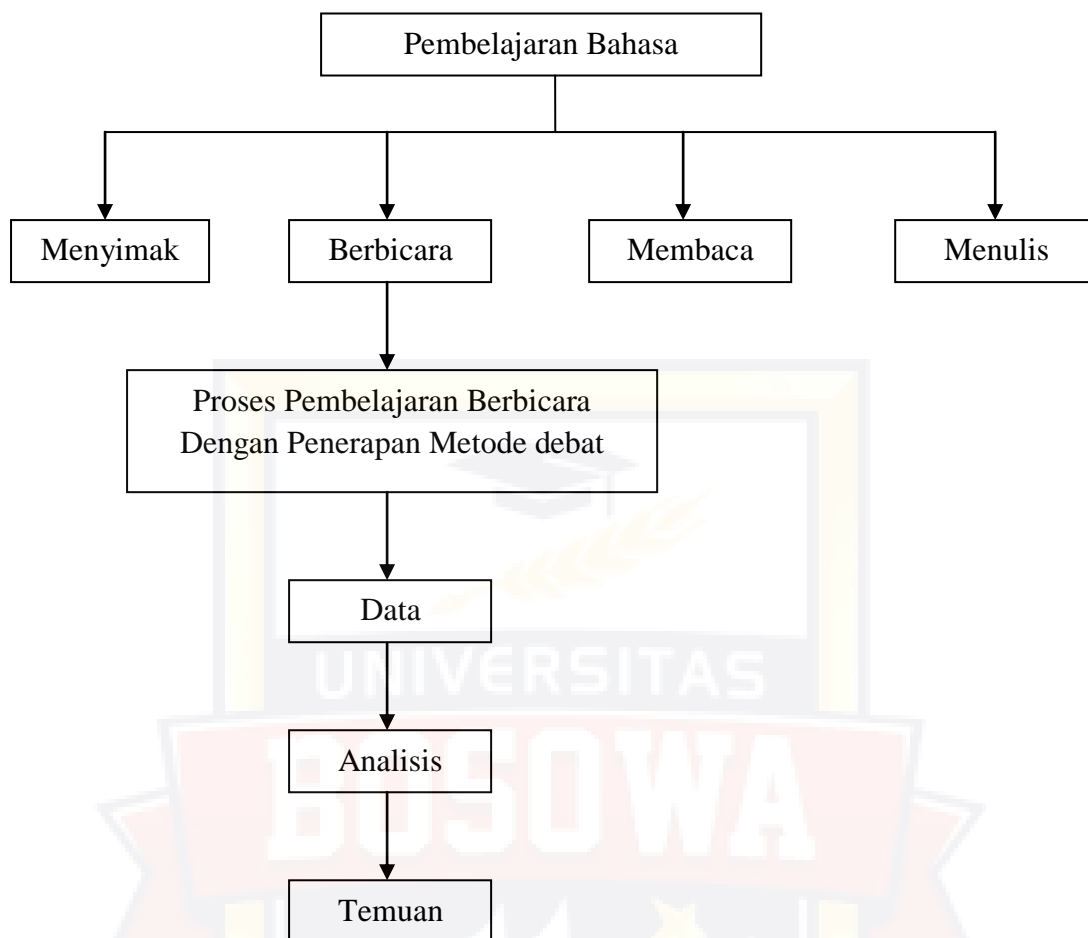 Pembelajaran Bahasa
Menyimak
Berbicara
Membaca
Menulis
Proses Pembelajaran Berbicara
Dengan Penerapan Metode debat
Data
UNIVERSITAS
Analisis
BOSOWA
Temuan